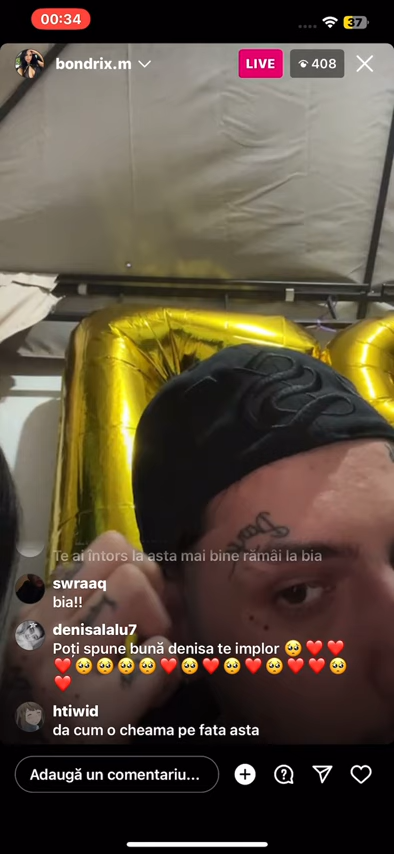 00:34
37
bondrix.m
LIVE
408
Te ai întors la asta mai bine rămâi la bia
swraaq
bia!!
denisalalu7
Poți spune bună denisa te implor 🥺❤️❤️
❤️🥺🥺🥺🥺❤️🥺❤️🥺❤️🥺❤️❤️🥺
❤️
htiwid
da cum o cheama pe fata asta
Adaugă un comentariu...